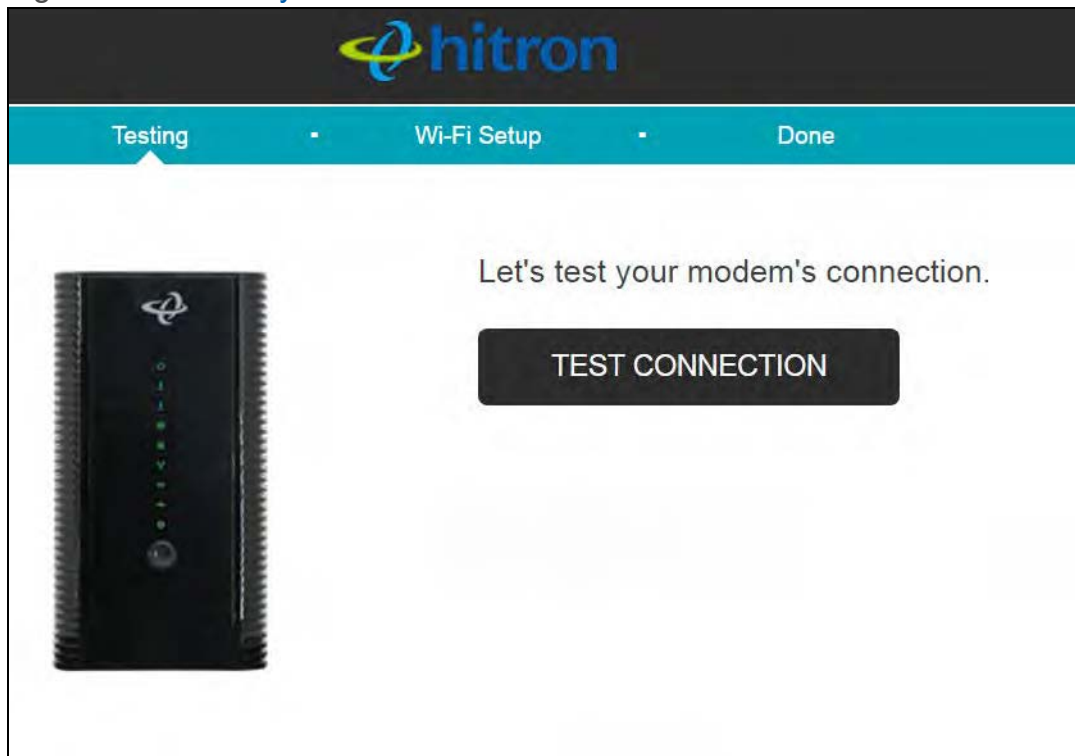 hitron
Testing ▪ Wi-Fi Setup ▪ Done
Let's test your modem's connection.
TEST CONNECTION